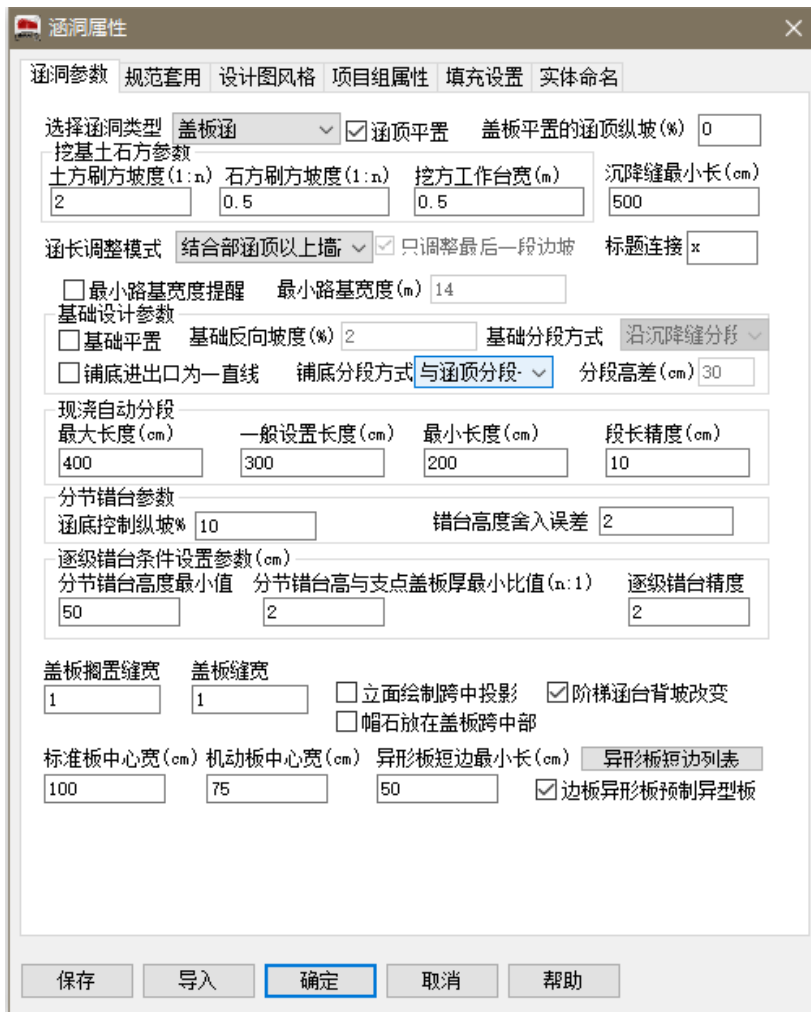 涵洞属性
涵洞参数 规范套用 设计图风格 项目组属性 填充设置 实体命名
选择涵洞类型 盖板涵 涵顶平置 盖板平置的涵顶纵坡(%) 0
挖基土石方参数
土方刷方坡度(1:n) 石方刷方坡度(1:n) 挖方工作台宽(m) 沉降缝最小长(cm)
2 0.5 0.5 500
涵长调整模式 结合部涵顶以上墙 只调整最后一段边坡 标题连接 x
最小路基宽度提醒 最小路基宽度(m) 14
基础设计参数
基础平置 基础反向坡度(%) 2 基础分段方式 沿沉降缝分段
铺底进出口为一直线 铺底分段方式 与涵顶分段 分段高差(cm) 30
现浇自动分段
最大长度(cm) 一般设置长度(cm) 最小长度(cm) 段长精度(cm)
400 300 200 10
分节错台参数
涵底控制纵坡% 10 错台高度舍入误差 2
逐级错台条件设置参数(cm)
分节错台高度最小值 分节错台高与支点盖板厚最小比值(n:1) 逐级错台精度
50 2 2
盖板搁置缝宽 盖板缝宽
1 1 立面绘制跨中投影 阶梯涵台背坡改变
帽石放在盖板跨中部
标准板中心宽(cm) 机动板中心宽(cm) 异形板短边最小长(cm) 异形板短边列表
100 75 50 边板异形板预制异型板
保存 导入 确定 取消 帮助